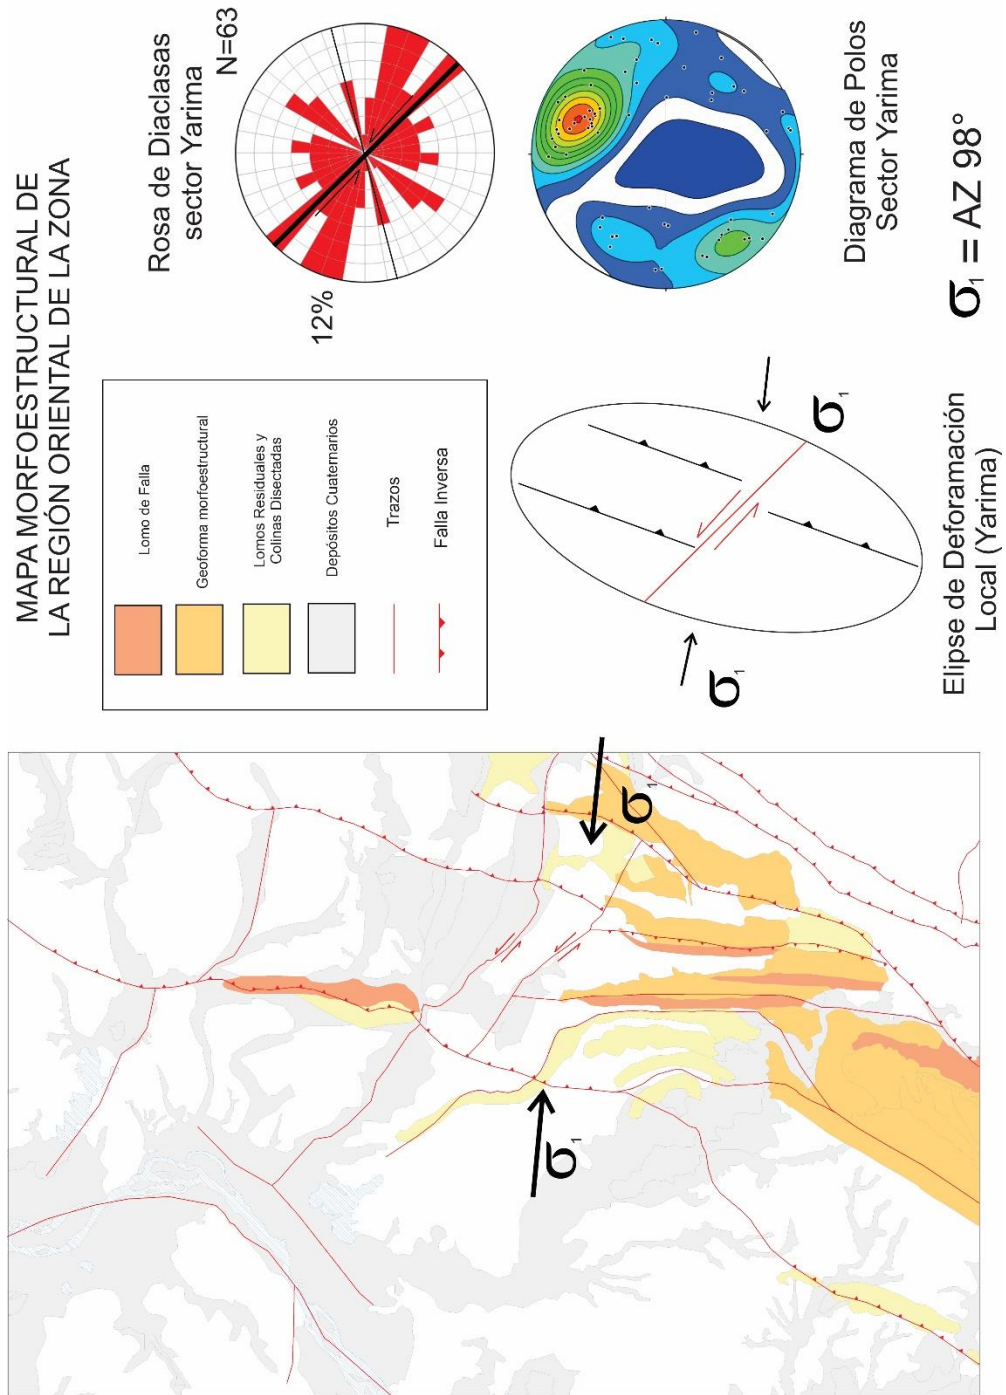 MAPA MORFOESTRUCTURAL DE
LA REGIÓN ORIENTAL DE LA ZONA
Lomo de Falla
Geoforma morfoestructural
Lomos Residuales y
Colinas Disectadas
Depósitos Cuaternarios
Trazos
Falla Inversa
Rosa de Diaclasas
sector Yarima
N=63
12%
σ1
σ1
σ1
σ1
Elipse de Deformación
Local (Yarima)
Diagrama de Polos
Sector Yarima
σ1 = AZ 98°